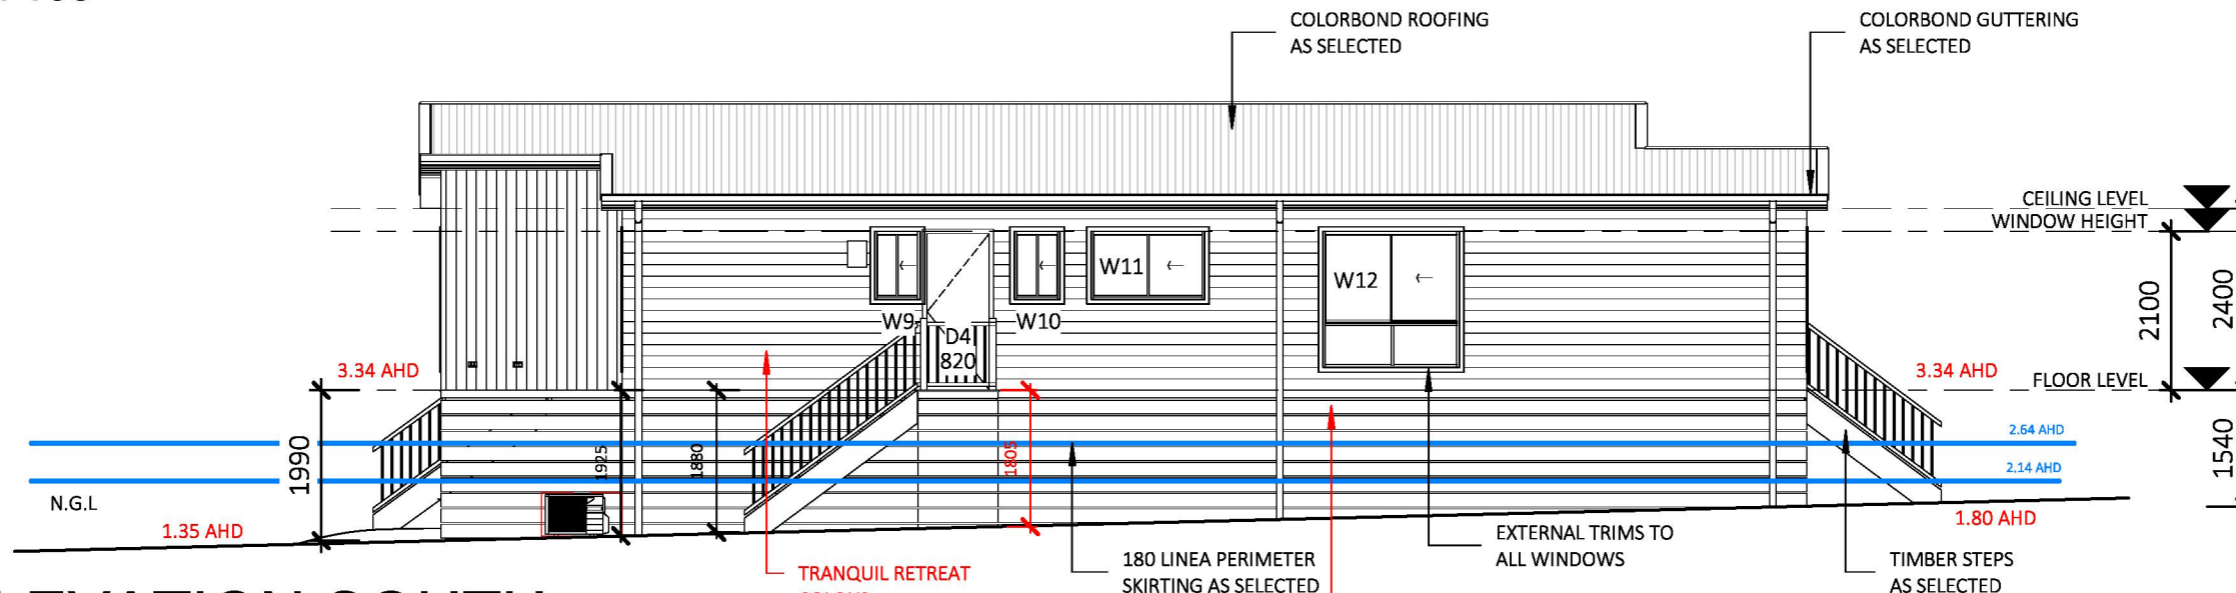 COLORBOND ROOFING
AS SELECTED
COLORBOND GUTTERING
AS SELECTED
CEILING LEVEL
WINDOW HEIGHT
W11
W12
W9
W10
D4
820
2100
2400
3.34 AHD
3.34 AHD
FLOOR LEVEL
1990
1925
1880
1805
2.64 AHD
2.14 AHD
1540
N.G.L
1.35 AHD
1.80 AHD
TRANQUIL RETREAT
180 LINEA PERIMETER
SKIRTING AS SELECTED
EXTERNAL TRIMS TO
ALL WINDOWS
TIMBER STEPS
AS SELECTED